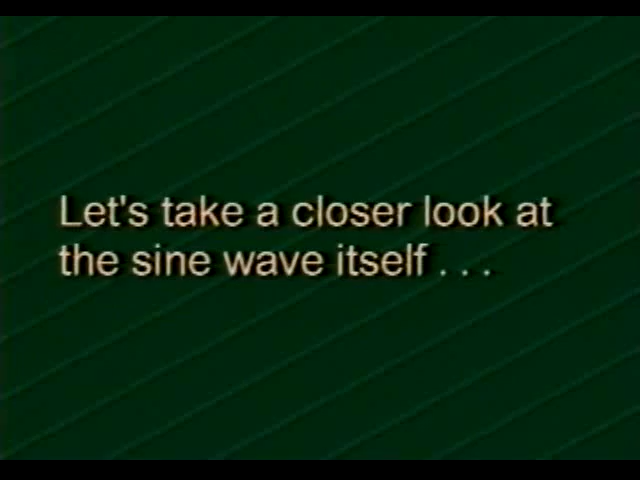 Let's take a closer look at
the sine wave itself . . .